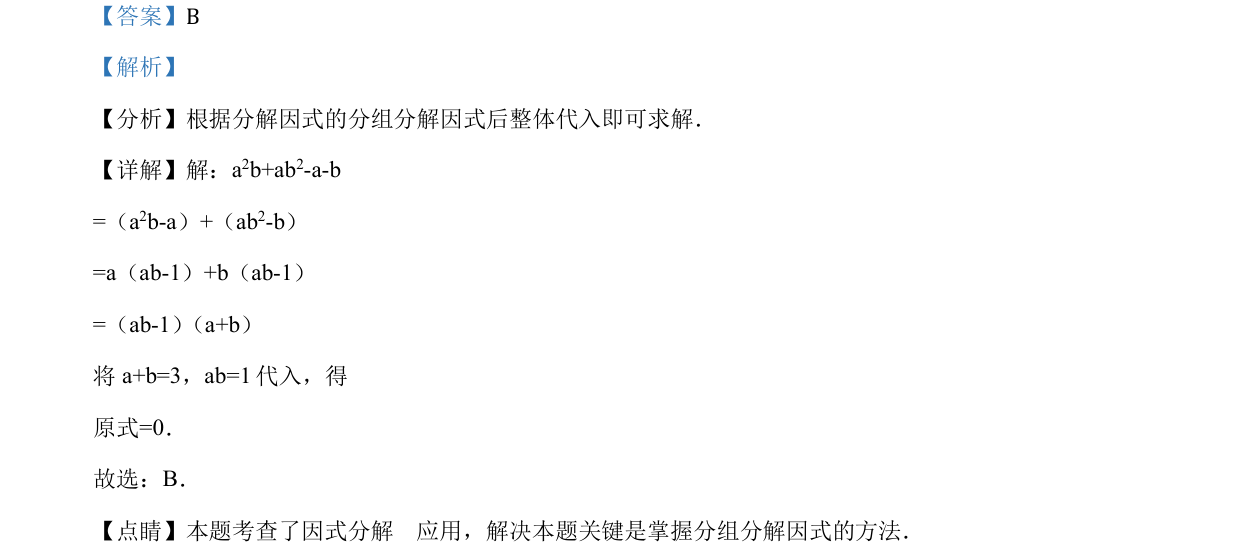 【答案】B
【解析】
【分析】根据分解因式的分组分解因式后整体代入即可求解．
【详解】解：a²b+ab²-a-b
=（a²b-a）+（ab²-b）
=a（ab-1）+b（ab-1）
=（ab-1）（a+b）
将 a+b=3，ab=1 代入，得
原式=0．
故选：B．
【点睛】本题考查了因式分解　应用，解决本题关键是掌握分组分解因式的方法．